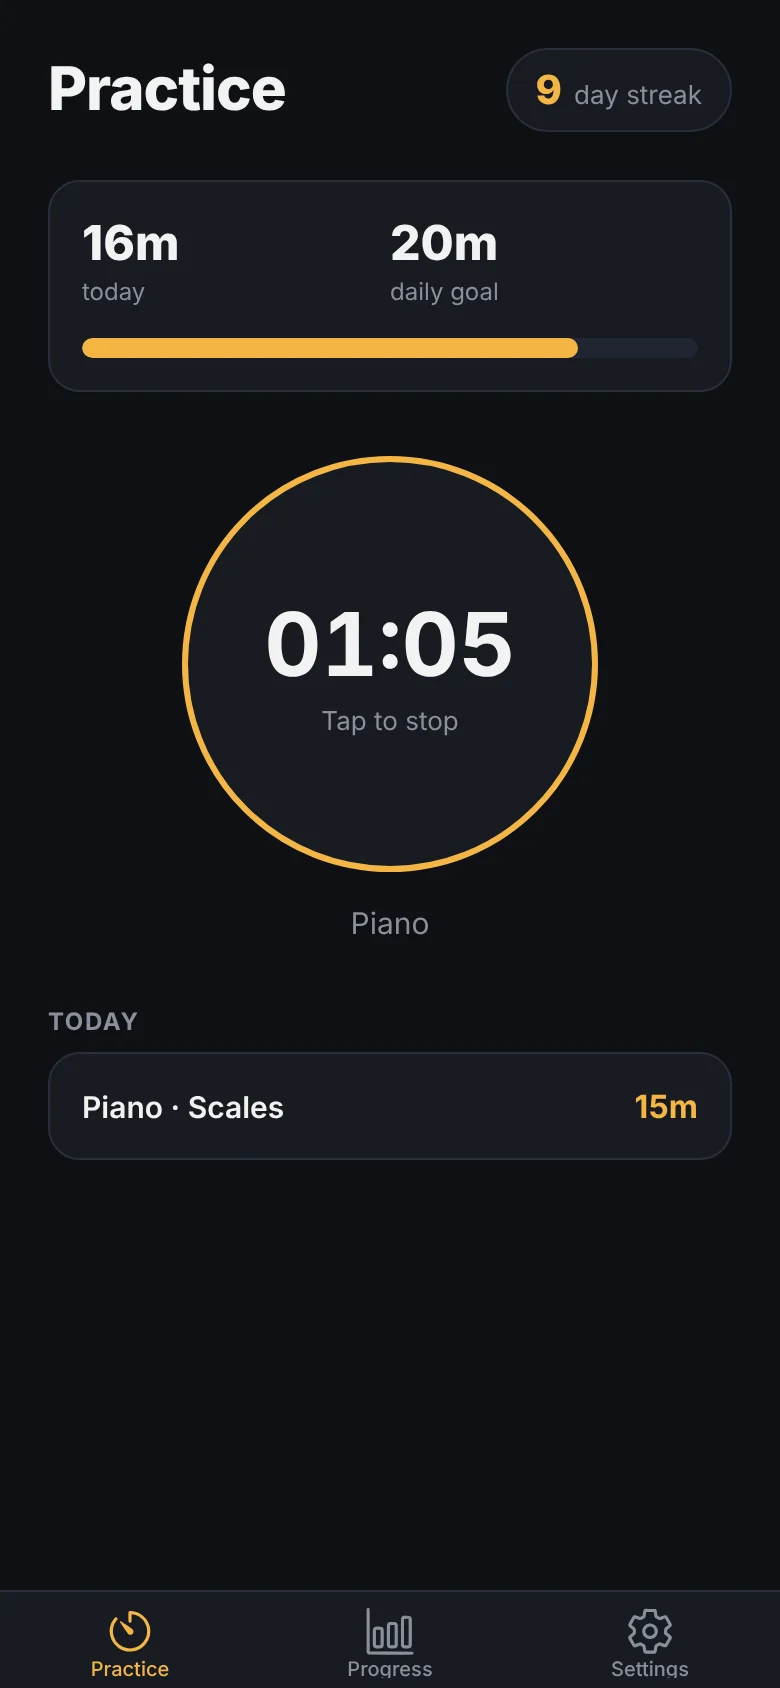 Practice
9 day streak
16m
20m
today
daily goal
01:05
Tap to stop
Piano
TODAY
Piano · Scales
15m
Practice
Progress
Settings